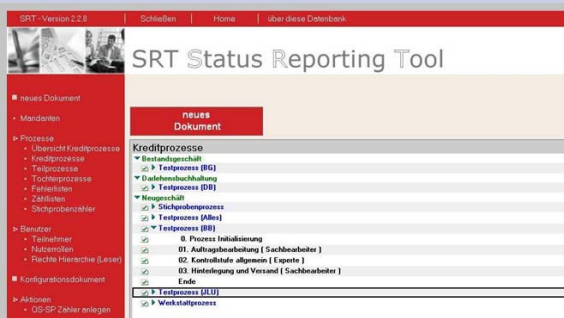 SRT - Version 2.2.8 | Schließen | Home | über diese Datenbank
SRT Status Reporting Tool
neues Dokument
Mandanten
Prozesse
Übersicht Kreditprozesse
Kreditprozesse
Teilprozesse
Tochterprozesse
Fehlerlisten
Zähllisten
Stichprobenzähler
Benutzer
Teilnehmer
Nutzerrollen
Rechte Hierarchie (Leser)
Konfigurationsdokument
Aktionen
QS-SP Zähler anlegen
neues
Dokument
Kreditprozesse
Bestandsgeschäft
Testprozess (BG)
Darlehensbuchhaltung
Testprozess (DB)
Neugeschäft
Stichprobenprozess
Testprozess (Alles)
Testprozess (BB)
0. Prozess Initialisierung
01. Auftragsbearbeitung ( Sachbearbeiter )
02. Kontrollstufe allgemein ( Experte )
03. Hinterlegung und Versand ( Sachbearbeiter )
Ende
Testprozess (JLU)
Werkstattprozess